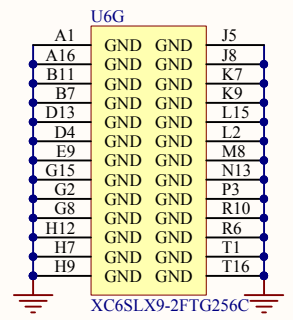 U6G
A1 GND GND J5
A16 GND GND J8
B11 GND GND K7
B7 GND GND K9
D13 GND GND L15
D4 GND GND L2
E9 GND GND M8
G15 GND GND N13
G2 GND GND P3
G8 GND GND R10
H12 GND GND R6
H7 GND GND T1
H9 GND GND T16
XC6SLX9-2FTG256C